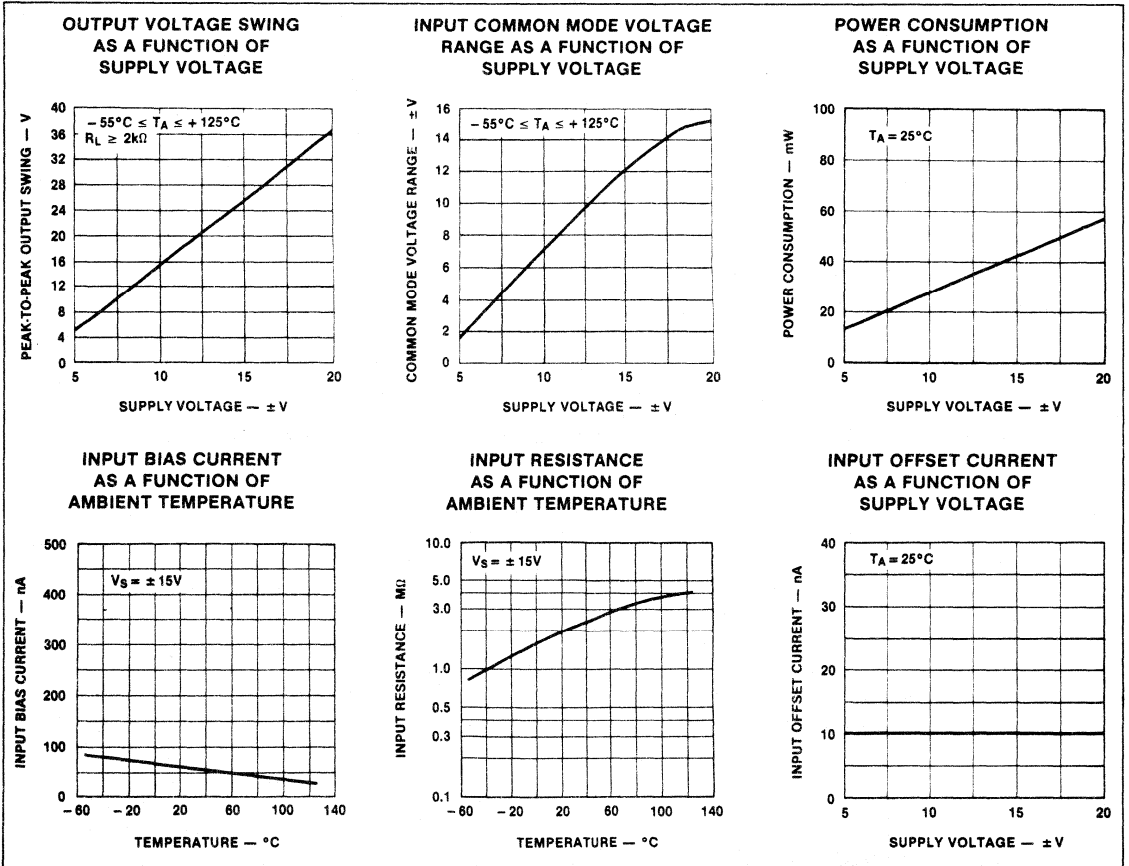 OUTPUT VOLTAGE SWING
AS A FUNCTION OF
SUPPLY VOLTAGE
PEAK-TO-PEAK OUTPUT SWING — V
40
36
32
28
24
20
16
12
8
4
0
– 55°C ≤ TA ≤ + 125°C
RL ≥ 2kΩ
5
10
15
20
SUPPLY VOLTAGE — ± V
INPUT COMMON MODE VOLTAGE
RANGE AS A FUNCTION OF
SUPPLY VOLTAGE
COMMON MODE VOLTAGE RANGE — ± V
16
14
12
10
8
6
4
2
0
– 55°C ≤ TA ≤ + 125°C
5
10
15
20
SUPPLY VOLTAGE — ± V
POWER CONSUMPTION
AS A FUNCTION OF
SUPPLY VOLTAGE
POWER CONSUMPTION — mW
100
80
60
40
20
0
TA = 25°C
5
10
15
20
SUPPLY VOLTAGE — ± V
INPUT BIAS CURRENT
AS A FUNCTION OF
AMBIENT TEMPERATURE
INPUT BIAS CURRENT — nA
500
400
300
200
100
0
VS = ± 15V
– 60
– 20
20
60
100
140
TEMPERATURE — °C
INPUT RESISTANCE
AS A FUNCTION OF
AMBIENT TEMPERATURE
INPUT RESISTANCE — MΩ
10.0
5.0
3.0
1.0
0.5
0.3
0.1
VS = ± 15V
– 60
– 20
20
60
100
140
TEMPERATURE — °C
INPUT OFFSET CURRENT
AS A FUNCTION OF
SUPPLY VOLTAGE
INPUT OFFSET CURRENT — nA
40
30
20
10
0
TA = 25°C
5
10
15
20
SUPPLY VOLTAGE — ± V